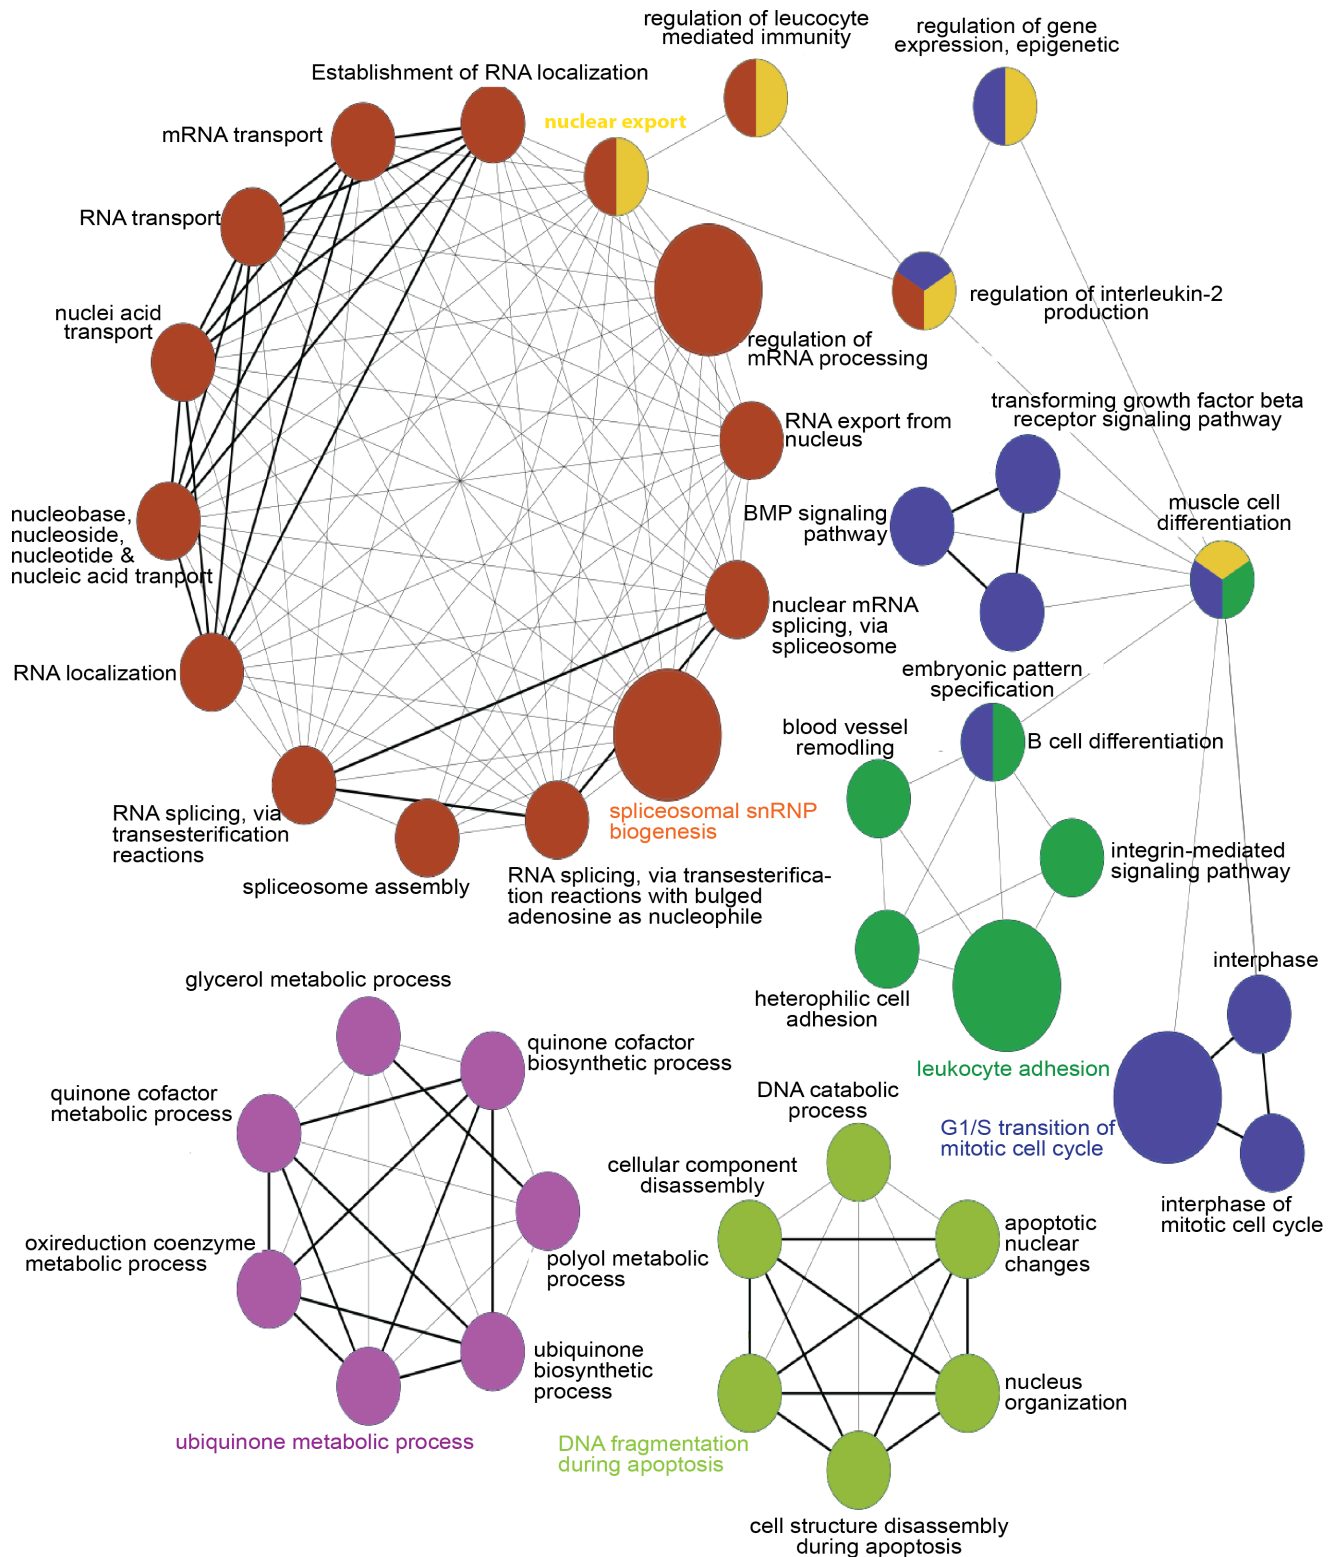 regulation of leucocyte
mediated immunity
regulation of gene
expression, epigenetic
Establishment of RNA localization
nuclear export
mRNA transport
RNA transport
nuclei acid
transport
regulation of interleukin-2
production
regulation of
mRNA processing
transforming growth factor beta
receptor signaling pathway
RNA export from
nucleus
muscle cell
differentiation
BMP signaling
pathway
nucleobase,
nucleoside,
nucleotide &
nucleic acid tranport
nuclear mRNA
splicing, via
spliceosome
RNA localization
embryonic pattern
specification
blood vessel
remodling
B cell differentiation
RNA splicing, via
transesterification
reactions
spliceosomal snRNP
biogenesis
integrin-mediated
signaling pathway
spliceosome assembly
RNA splicing, via transesterifica-
tion reactions with bulged
adenosine as nucleophile
interphase
heterophilic cell
adhesion
glycerol metabolic process
quinone cofactor
biosynthetic process
leukocyte adhesion
quinone cofactor
metabolic process
DNA catabolic
process
G1/S transition of
mitotic cell cycle
cellular component
disassembly
interphase of
mitotic cell cycle
apoptotic
nuclear
changes
oxireduction coenzyme
metabolic process
polyol metabolic
process
ubiquinone
biosynthetic
process
nucleus
organization
ubiquinone metabolic process
DNA fragmentation
during apoptosis
cell structure disassembly
during apoptosis